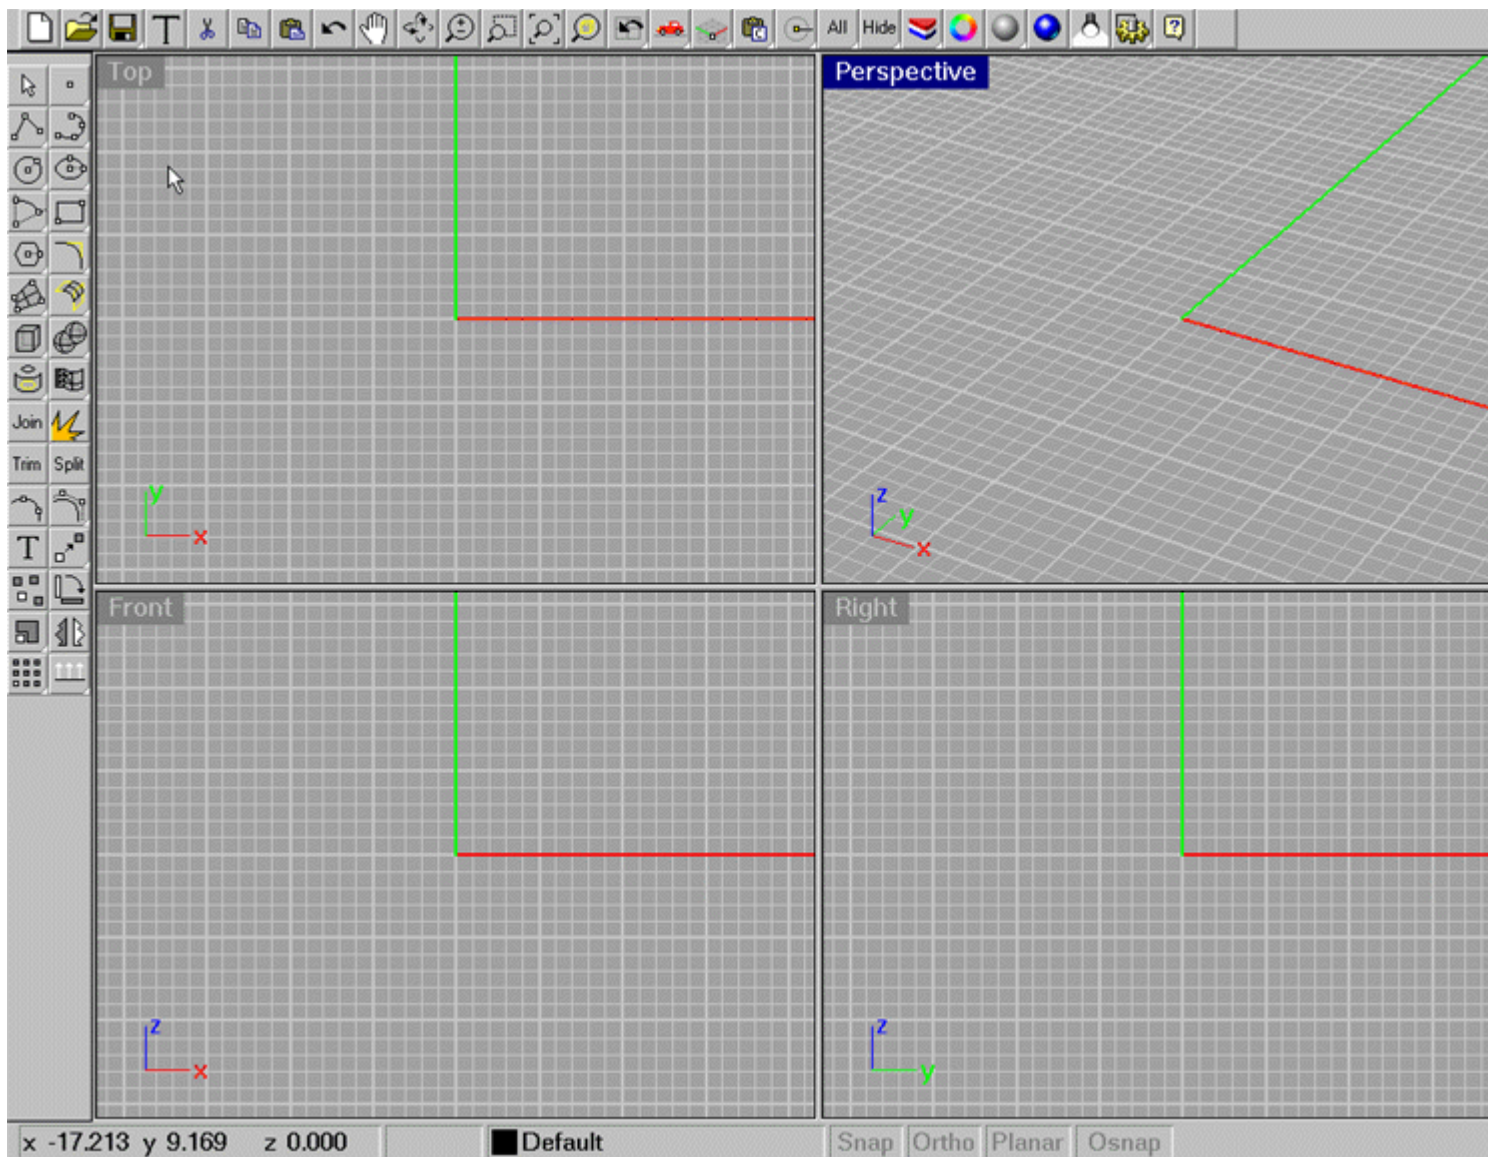 T All Hide
Top
Perspective
y
x
z
y
x
Join
Trim Split
T
Front
Right
z
x
z
y
x -17.213 y 9.169 z 0.000 Default Snap Ortho Planar Osnap